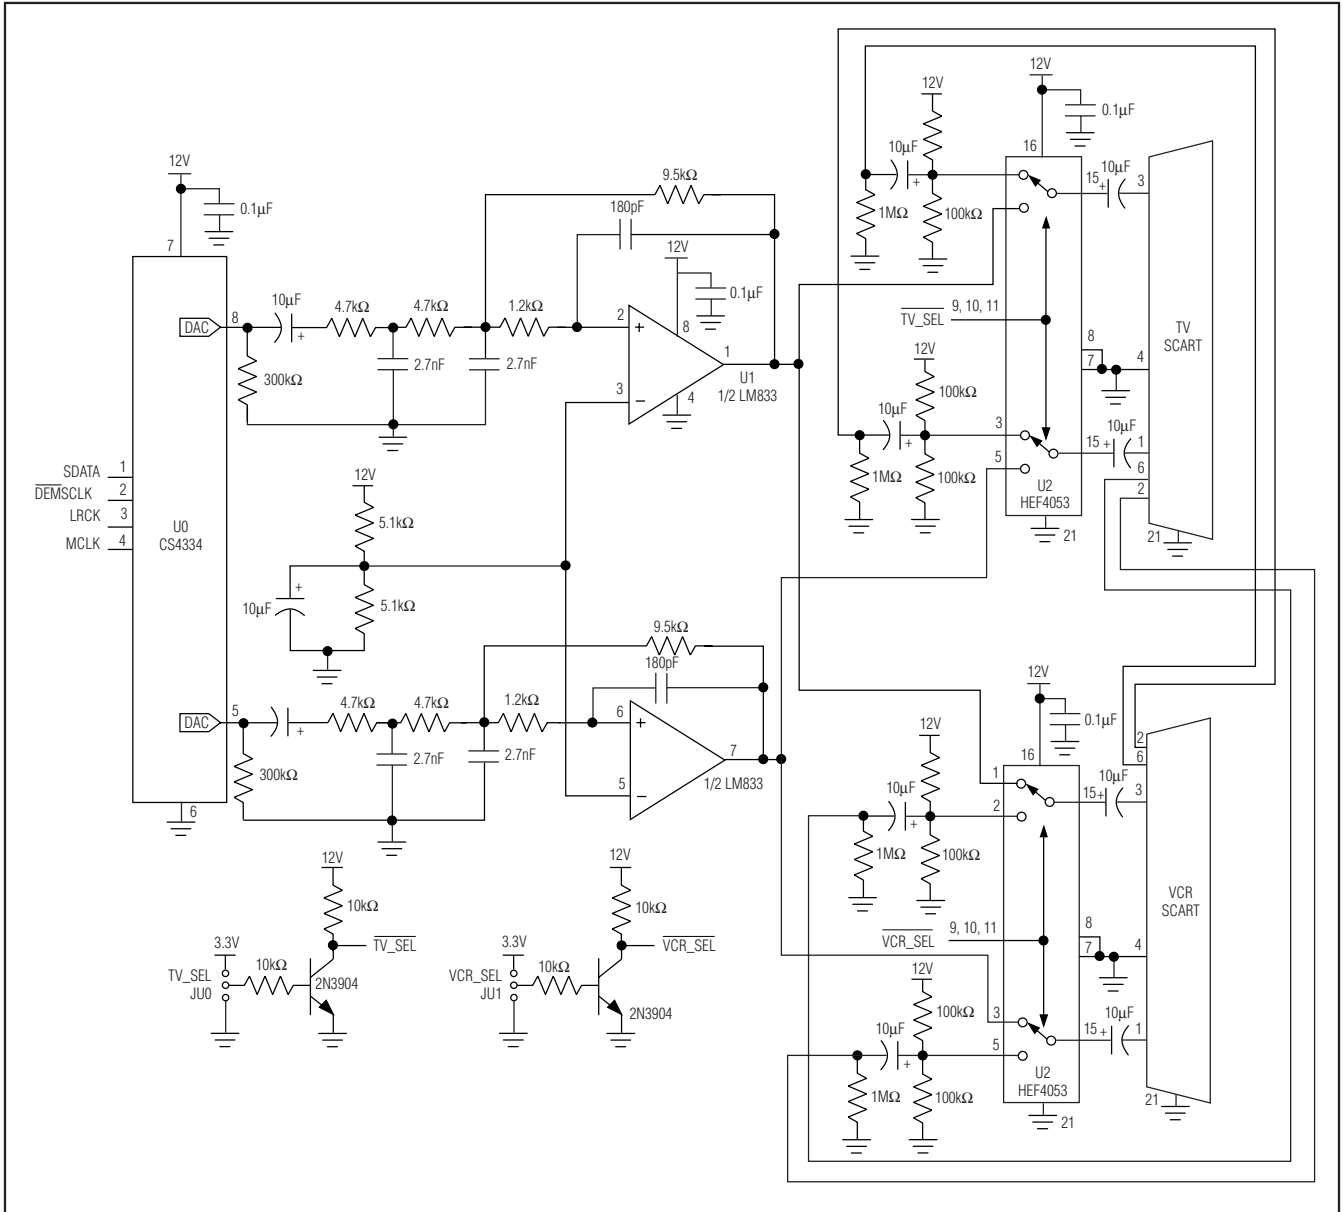 12V
0.1µF
7
DAC
8
10µF
+
4.7kΩ
4.7kΩ
1.2kΩ
9.5kΩ
180pF
12V
0.1µF
2
+
8
1
3
−
4
U1
1/2 LM833
300kΩ
2.7nF
2.7nF
SDATA
1
DEMSCLK
2
LRCK
3
MCLK
4
U0
CS4334
12V
5.1kΩ
+
10µF
5.1kΩ
DAC
5
+
4.7kΩ
4.7kΩ
1.2kΩ
9.5kΩ
180pF
6
+
7
5
−
1/2 LM833
300kΩ
2.7nF
2.7nF
6
12V
10kΩ
TV_SEL
3.3V
TV_SEL
JU0
10kΩ
2N3904
12V
10kΩ
VCR_SEL
3.3V
VCR_SEL
JU1
10kΩ
2N3904
12V
0.1µF
12V
16
10µF
+
1MΩ
100kΩ
15
+
10µF
3
TV_SEL
9, 10, 11
TV
SCART
8
7
4
12V
100kΩ
10µF
+
3
5
1MΩ
100kΩ
15
+
10µF
1
6
2
U2
HEF4053
21
21
12V
0.1µF
12V
16
2
6
10µF
+
1
2
1MΩ
100kΩ
15
+
10µF
3
VCR_SEL
9, 10, 11
VCR
SCART
8
7
4
12V
100kΩ
10µF
+
3
5
1MΩ
100kΩ
15
+
10µF
1
U2
HEF4053
21
21